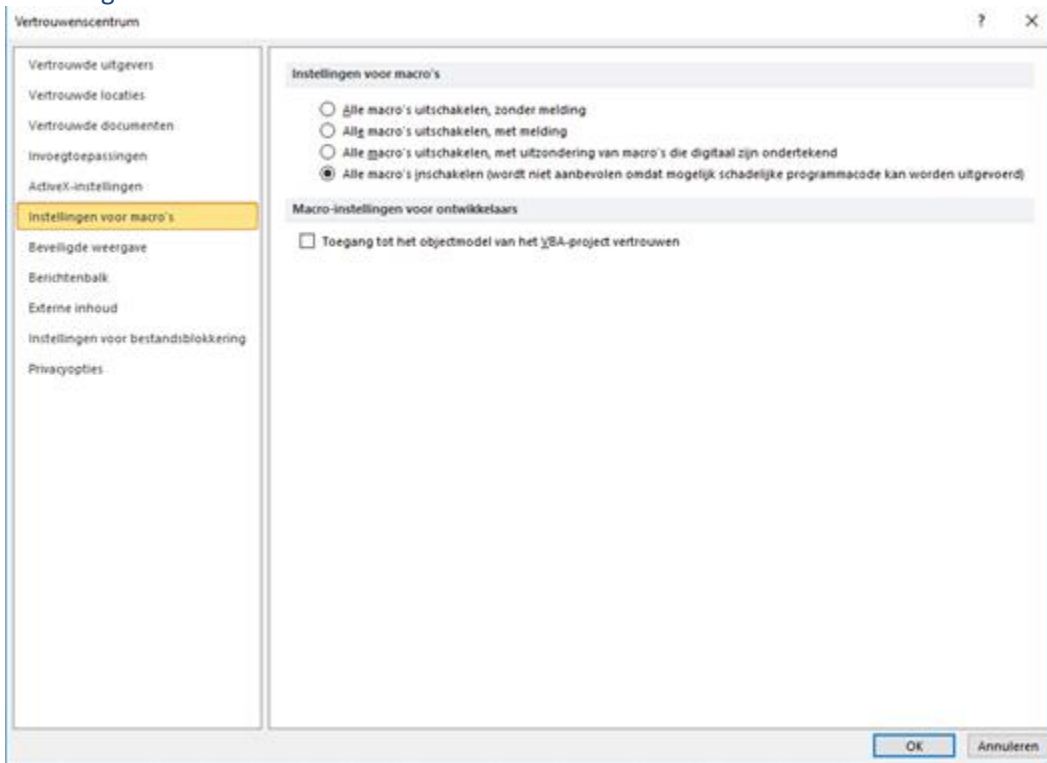 Vertrouwenscentrum
?
Vertrouwde uitgevers
Vertrouwde locaties
Vertrouwde documenten
Invoegtoepassingen
ActiveX-instellingen
Instellingen voor macro's
Beveiligde weergave
Berichtenbalk
Externe inhoud
Instellingen voor bestandsblokkering
Privacyopties
Instellingen voor macro's
Alle macro's uitschakelen, zonder melding
Alle macro's uitschakelen, met melding
Alle macro's uitschakelen, met uitzondering van macro's die digitaal zijn ondertekend
Alle macro's inschakelen (wordt niet aanbevolen omdat mogelijk schadelijke programmacode kan worden uitgevoerd)
Macro-instellingen voor ontwikkelaars
Toegang tot het objectmodel van het VBA-project vertrouwen
OK
Annuleren